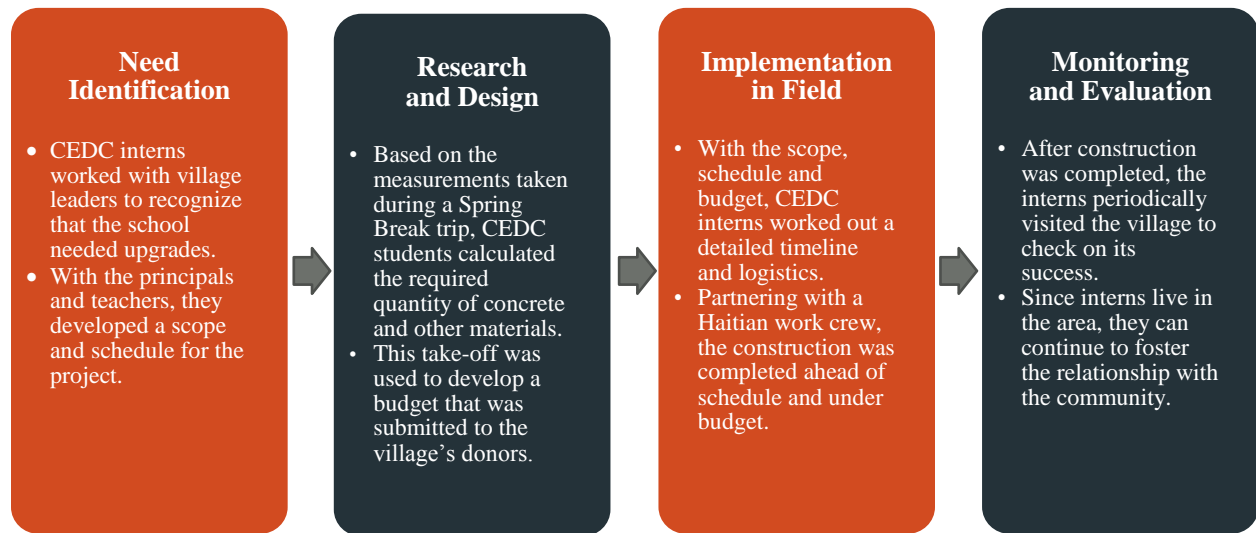 Need
Identification
• CEDC interns
worked with village
leaders to recognize
that the school
needed upgrades.
• With the principals
and teachers, they
developed a scope
and schedule for the
project.
Research
and Design
• Based on the
measurements taken
during a Spring
Break trip, CEDC
students calculated
the required
quantity of concrete
and other materials.
• This take-off was
used to develop a
budget that was
submitted to the
village’s donors.
Implementation
in Field
• With the scope,
schedule and
budget, CEDC
interns worked out a
detailed timeline
and logistics.
• Partnering with a
Haitian work crew,
the construction was
completed ahead of
schedule and under
budget.
Monitoring
and Evaluation
• After construction
was completed, the
interns periodically
visited the village to
check on its
success.
• Since interns live in
the area, they can
continue to foster
the relationship with
the community.